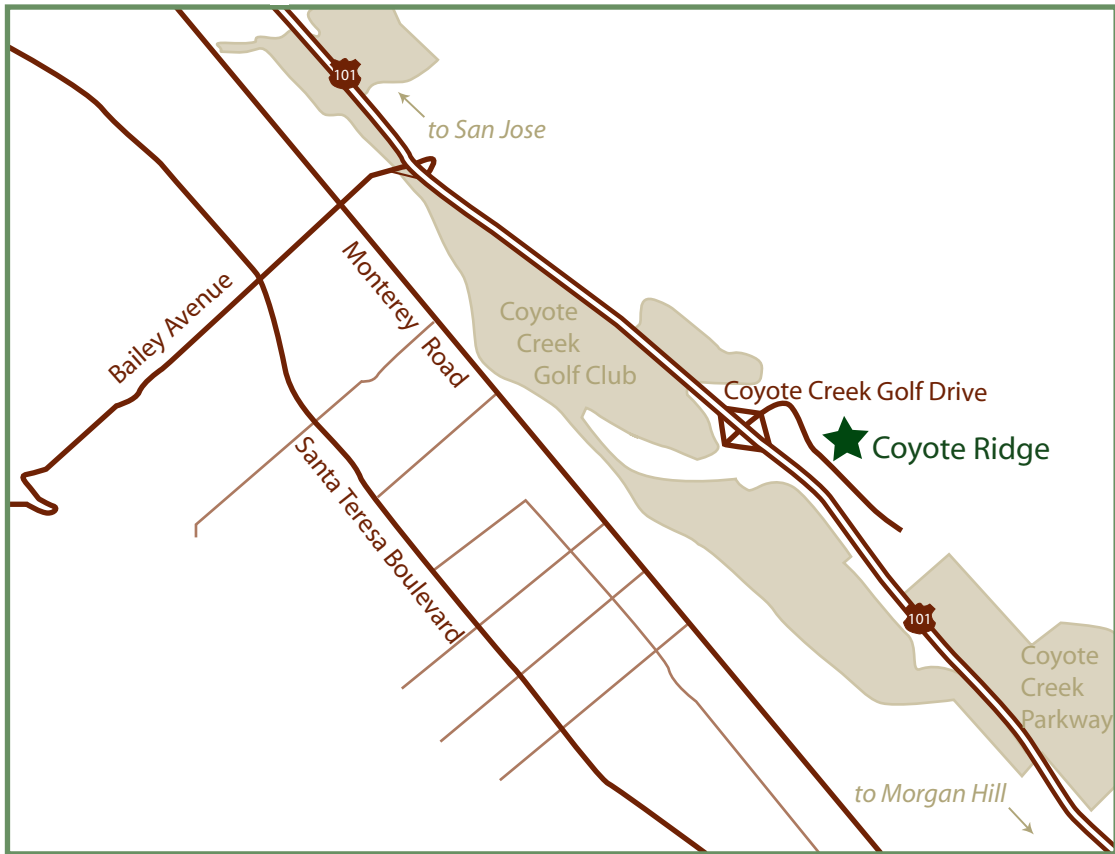 101
to San Jose
Monterey Road
Bailey Avenue
Coyote
Creek
Golf Club
Coyote Creek Golf Drive
Coyote Ridge
Santa Teresa Boulevard
101
Coyote
Creek
Parkway
to Morgan Hill